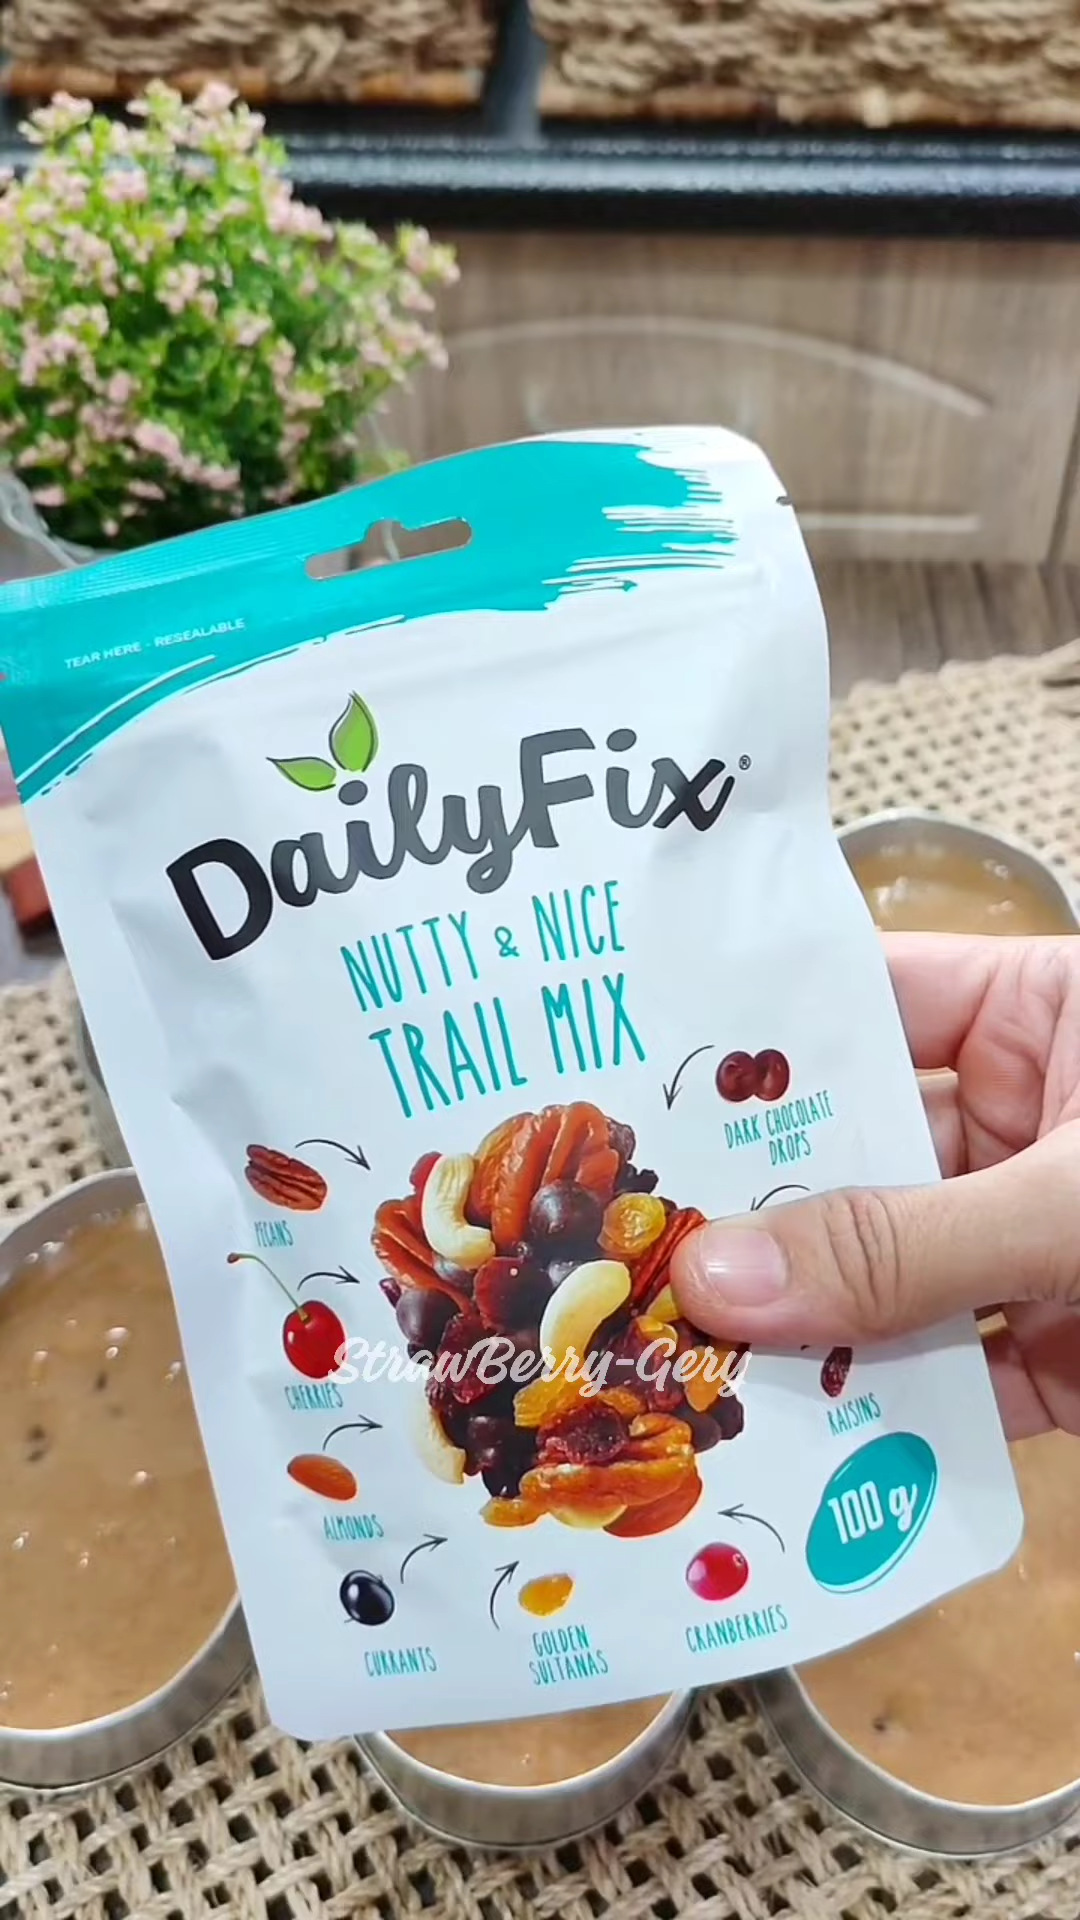 TEAR HERE - RESEALABLE
DailyFix®
NUTTY & NICE
TRAIL MIX
DARK CHOCOLATE
DROPS
PECANS
CHERRIES
StrawBerry-Gery
RAISINS
ALMONDS
100 g
CURRANTS
GOLDEN
SULTANAS
CRANBERRIES